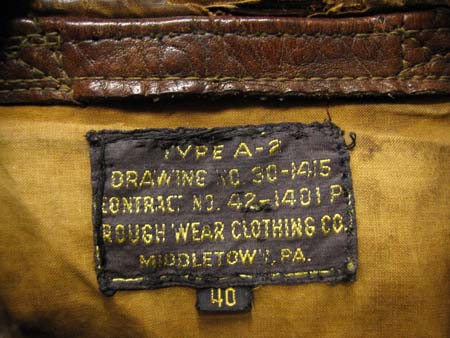 TYPE A-2
DRAWING NO. 30-1415
CONTRACT NO. 42-1401 P
ROUGH WEAR CLOTHING CO.
MIDDLETOWN, PA.
40